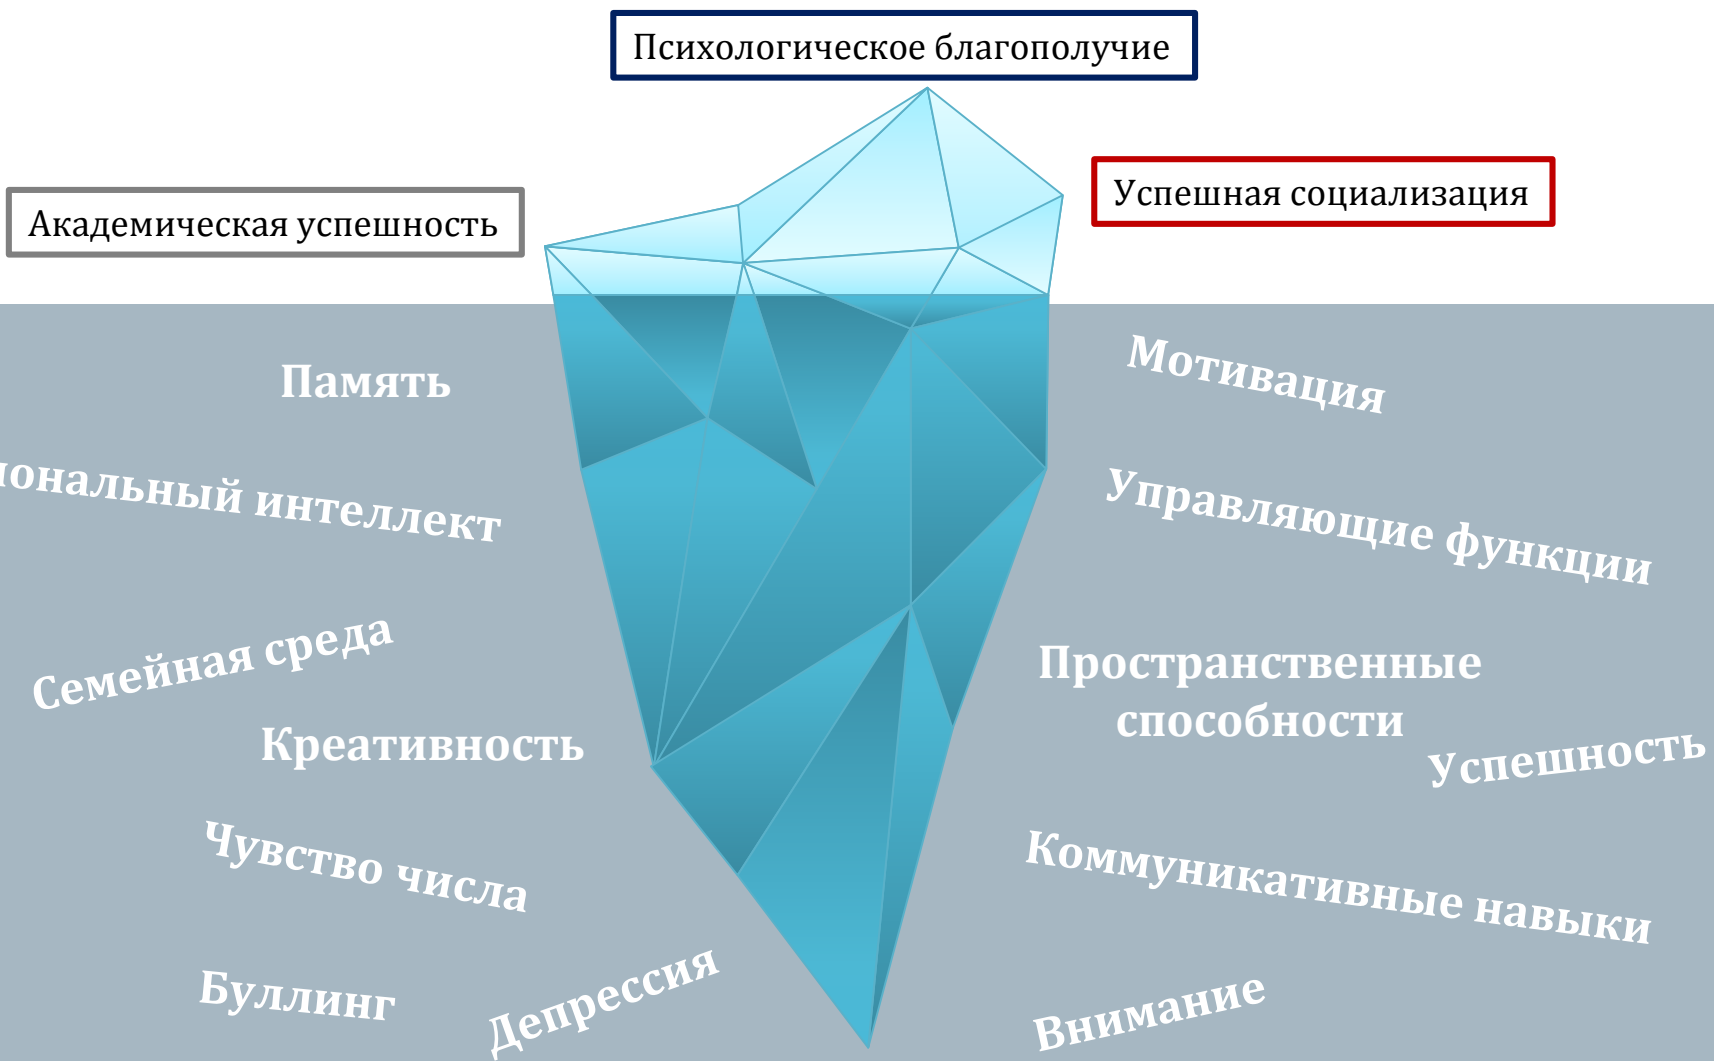 Психологическое благополучие
Успешная социализация
Академическая успешность
Память
Мотивация
иональный интеллект
Управляющие функции
Семейная среда
Пространственные
способности
Креативность
Успешность
Чувство числа
Коммуникативные навыки
Буллинг
Депрессия
Внимание